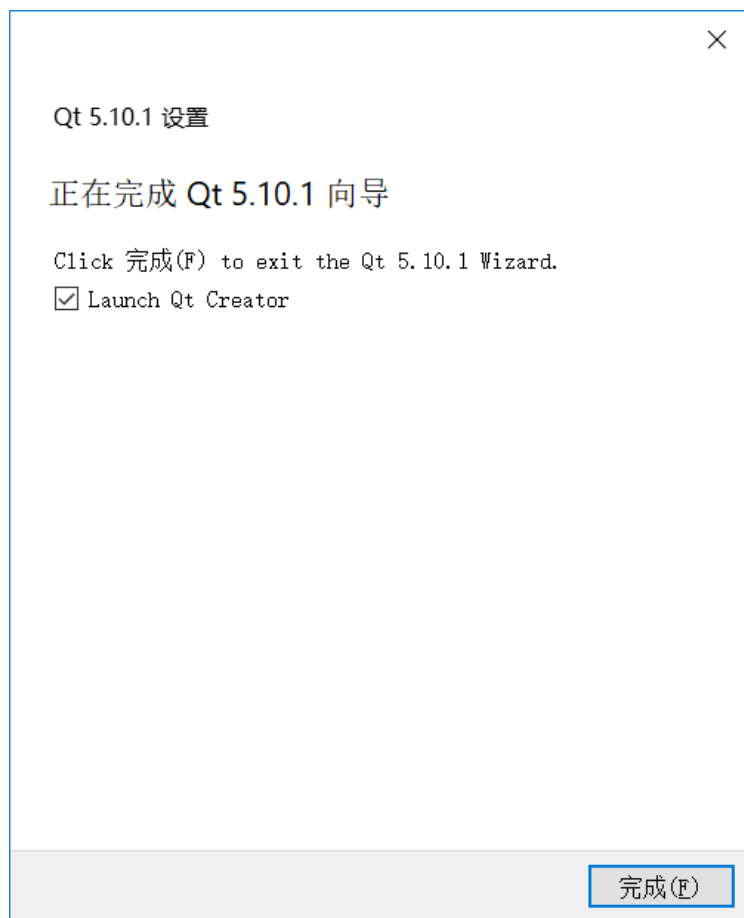 Qt 5.10.1 设置
正在完成 Qt 5.10.1 向导
Click 完成(F) to exit the Qt 5.10.1 Wizard.
Launch Qt Creator
完成(F)